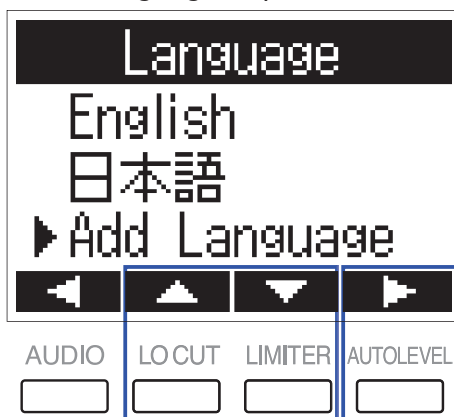 Language
English
日本語
Add Language
AUDIO LO CUT LIMITER AUTOLEVEL